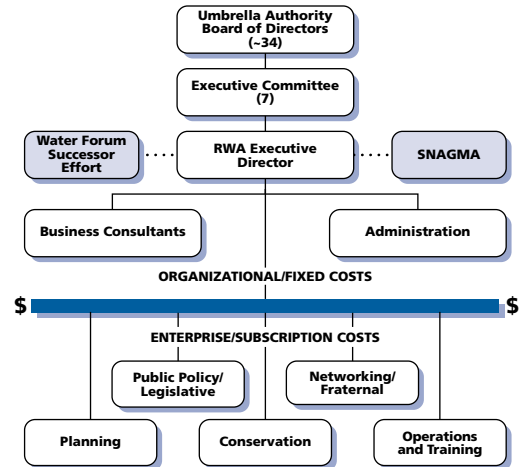 Umbrella Authority
Board of Directors
(~34)
Executive Committee
(7)
Water Forum
Successor
Effort
RWA Executive
Director
SNAGMA
Business Consultants
Administration
ORGANIZATIONAL/FIXED COSTS
$ $
ENTERPRISE/SUBSCRIPTION COSTS
Public Policy/
Legislative
Networking/
Fraternal
Planning
Conservation
Operations
and Training